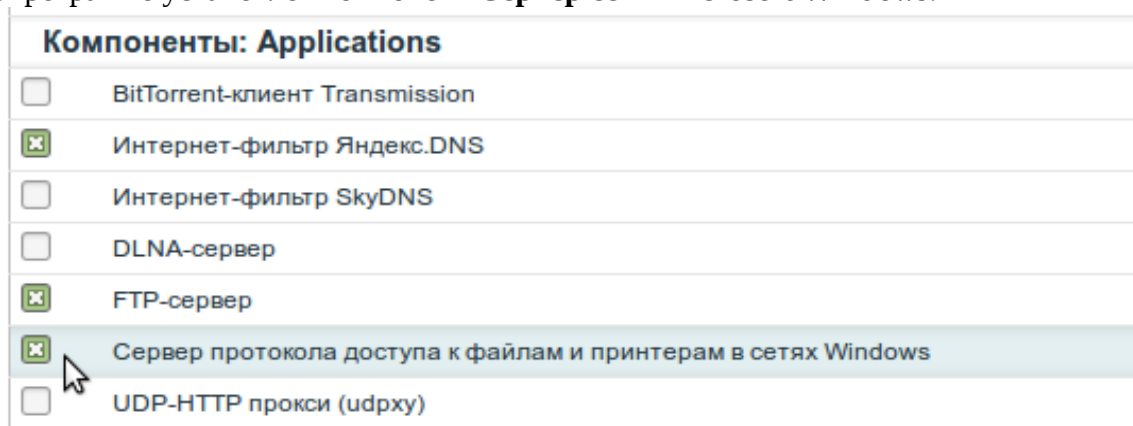 Компоненты: Applications
BitTorrent-клиент Transmission
Интернет-фильтр Яндекс.DNS
Интернет-фильтр SkyDNS
DLNA-сервер
FTP-сервер
Сервер протокола доступа к файлам и принтерам в сетях Windows
UDP-HTTP прокси (udpxy)